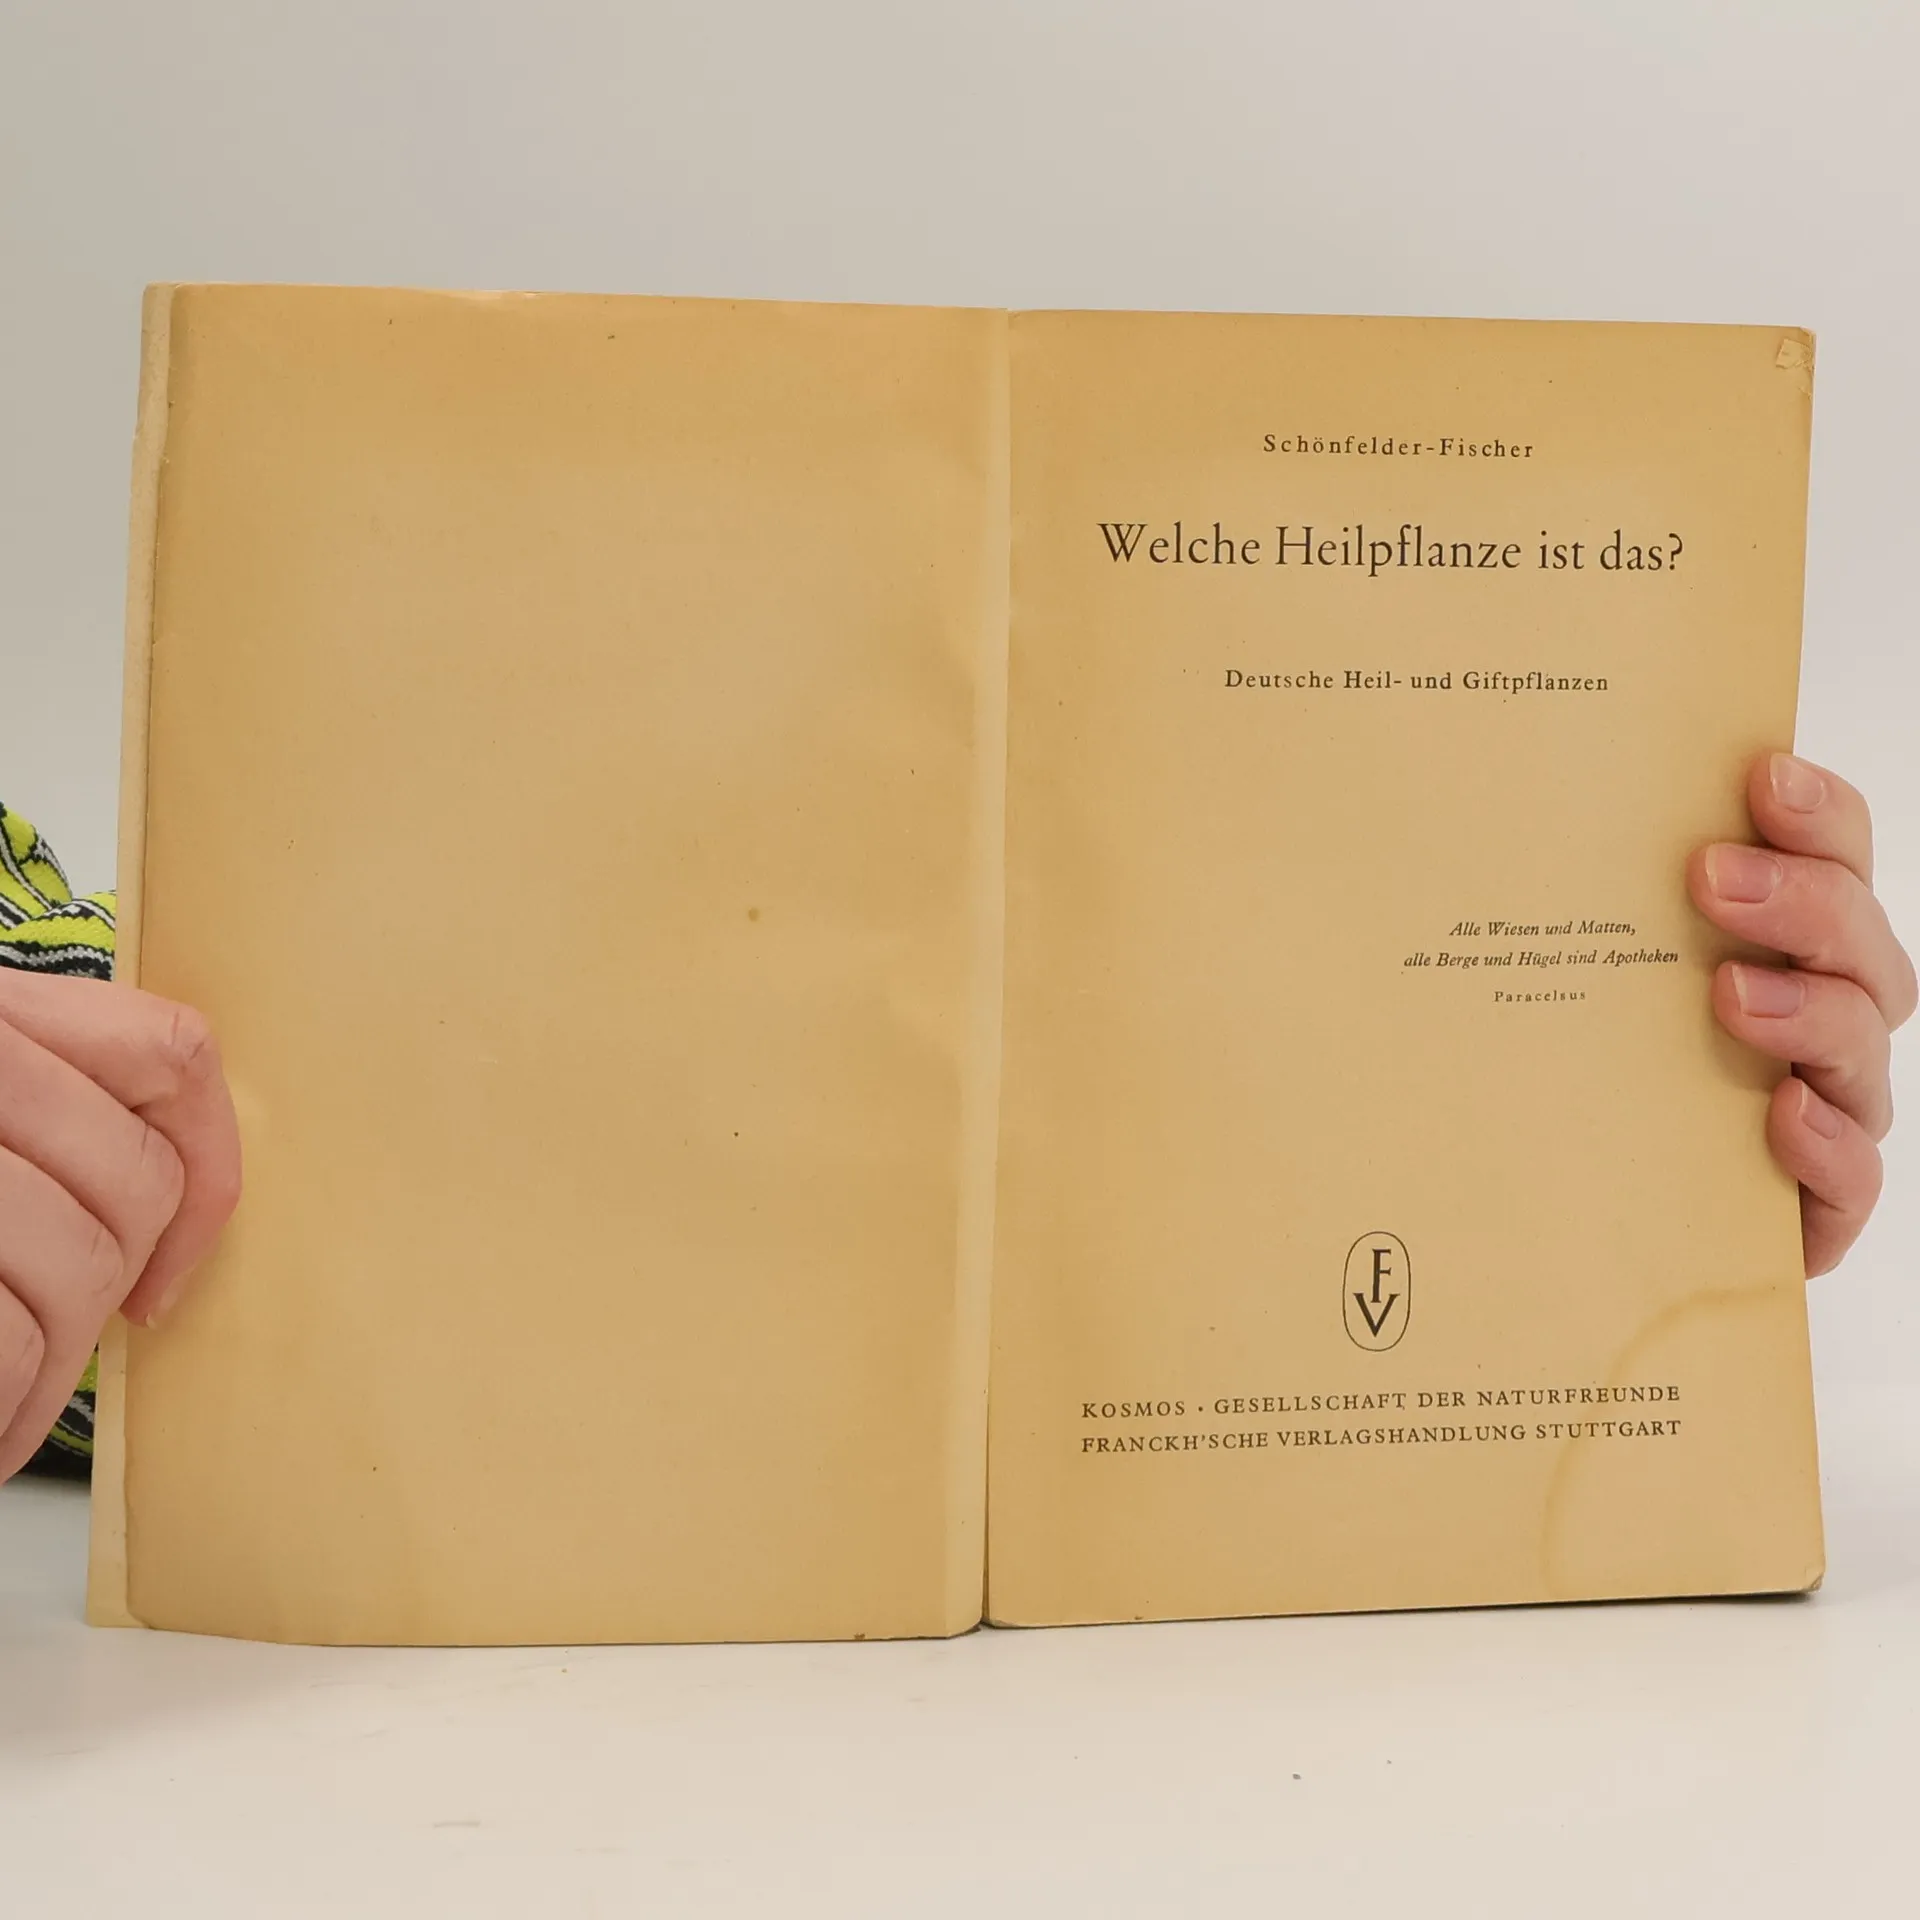 Schönfelder-Fischer
Welche Heilpflanze ist das?
Deutsche Heil- und Giftpflanzen
Alle Wiesen und Matten,
alle Berge und Hügel sind Apotheken
Paracelsus
F
V
KOSMOS · GESELLSCHAFT DER NATURFREUNDE
FRANCKH'SCHE VERLAGSHANDLUNG STUTTGART